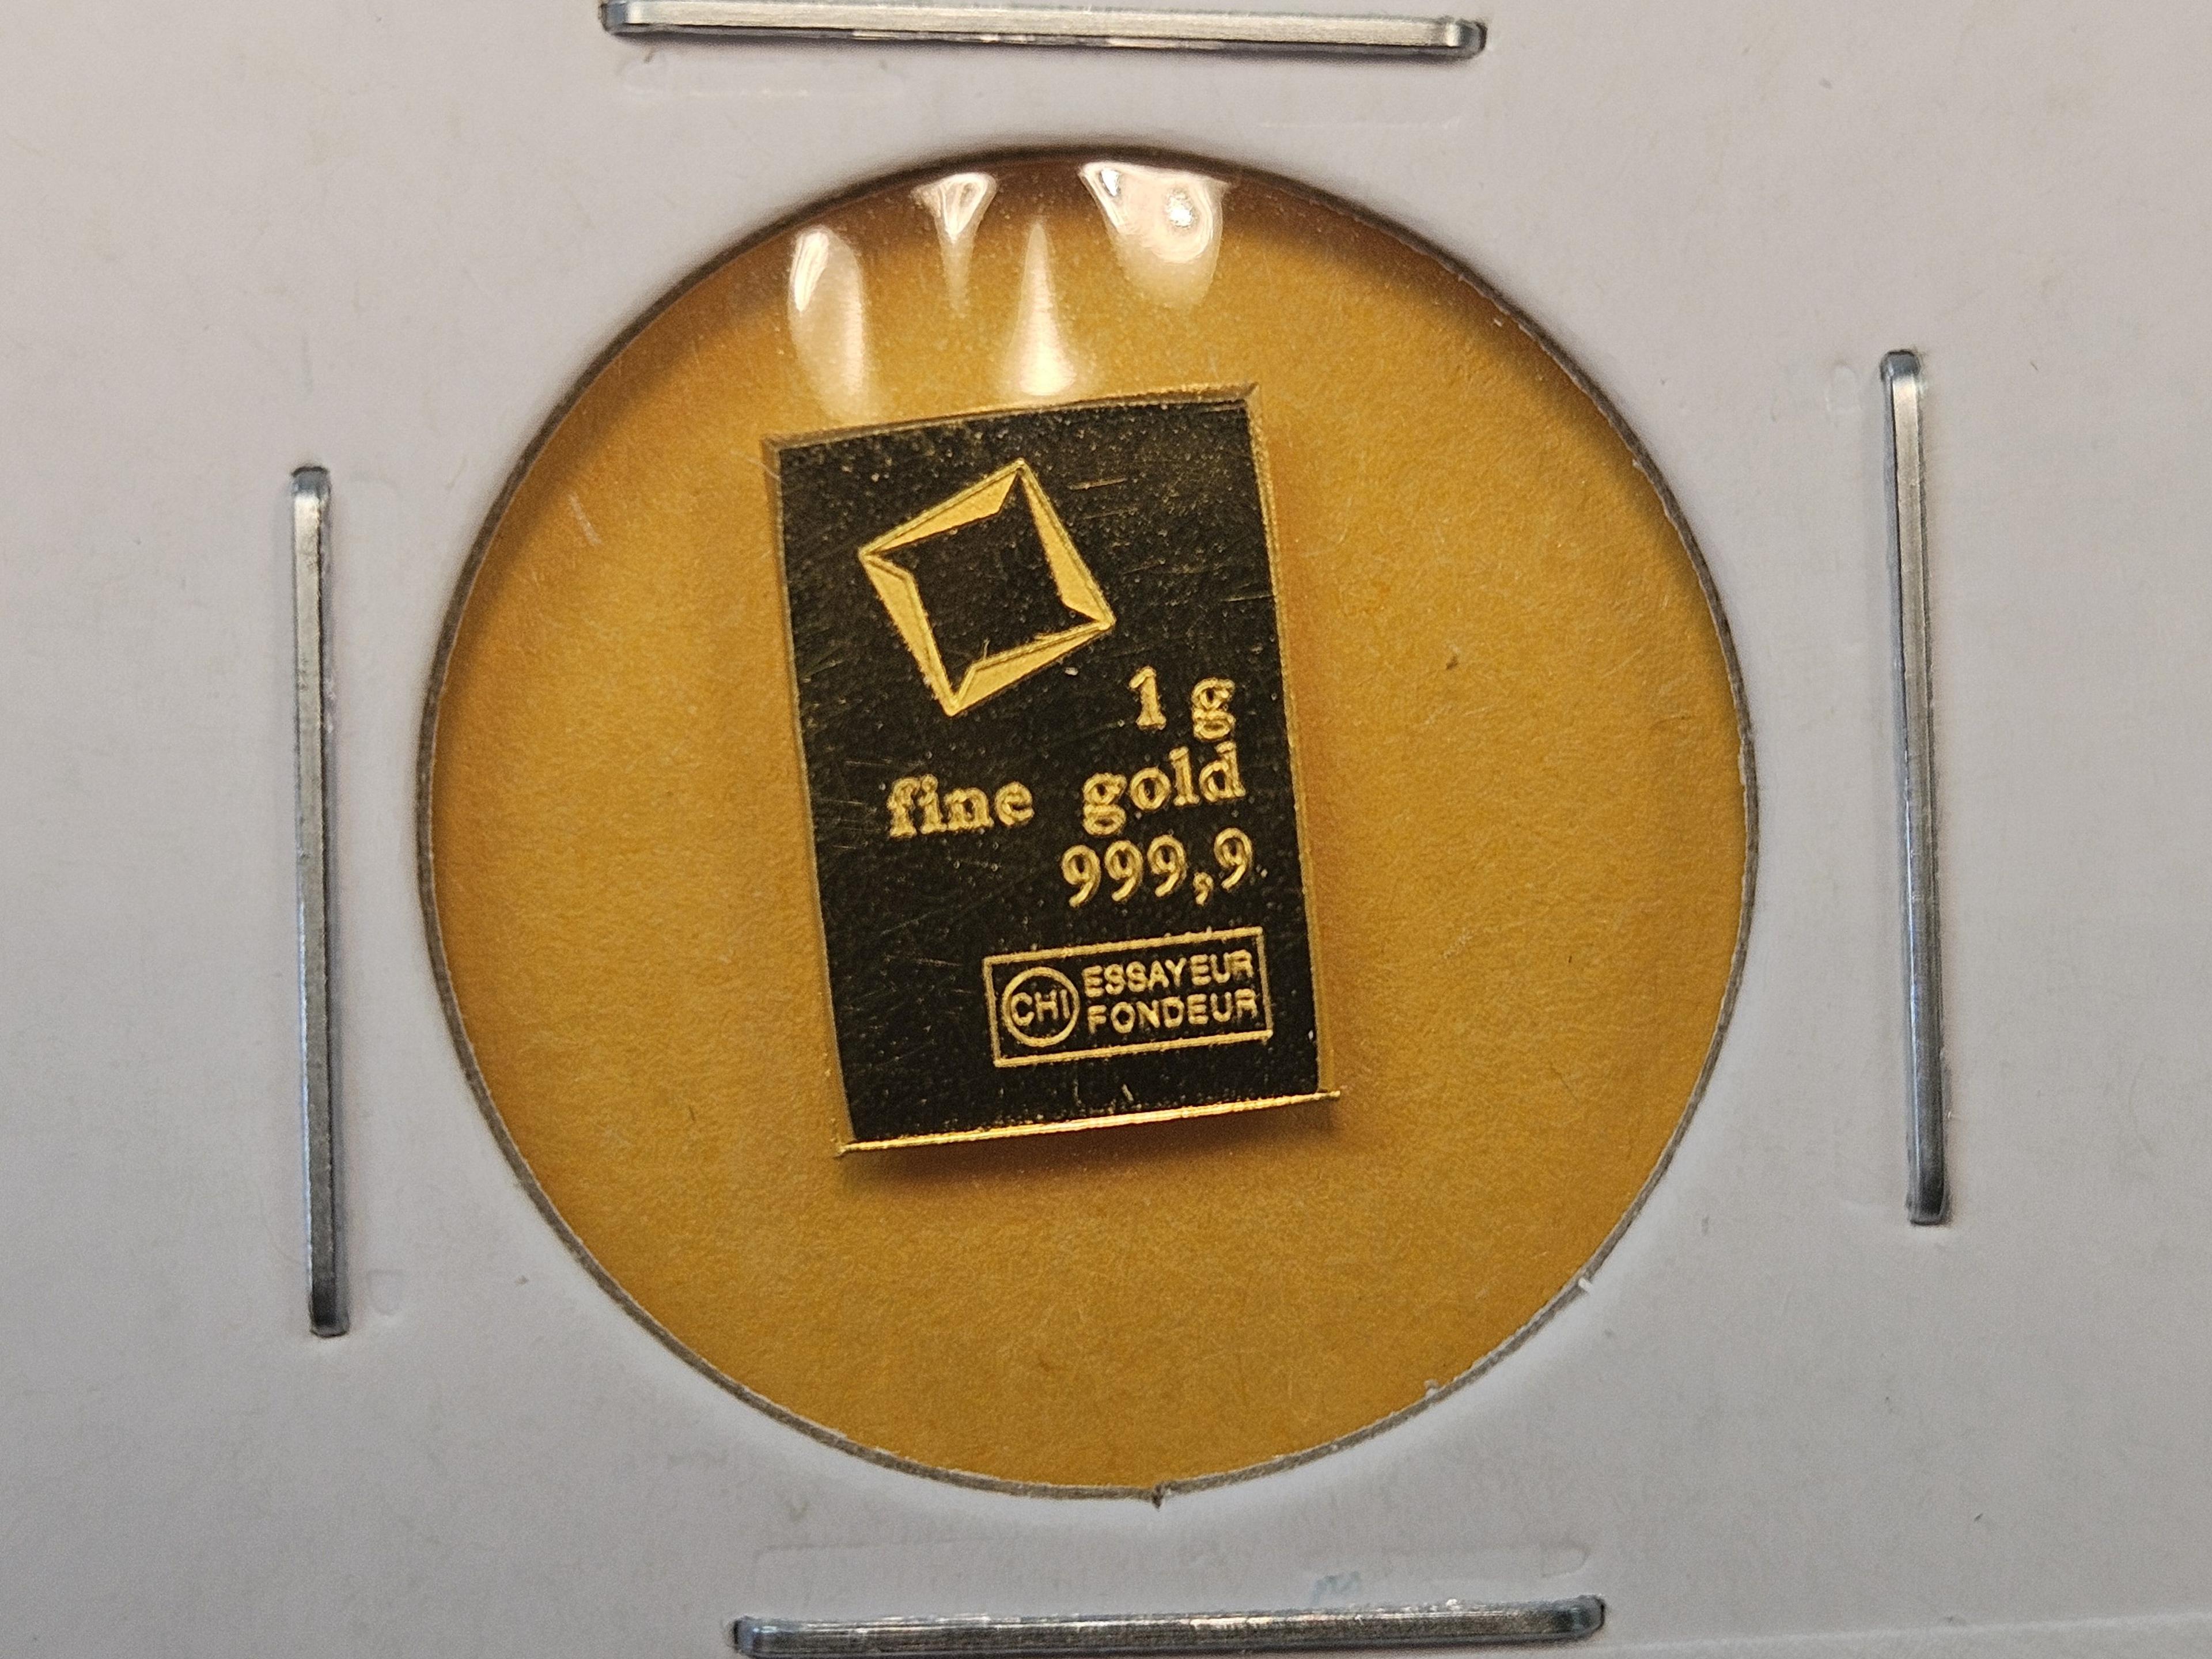 1 g
fine gold
999,9
CHI ESSAYEUR
FONDEUR